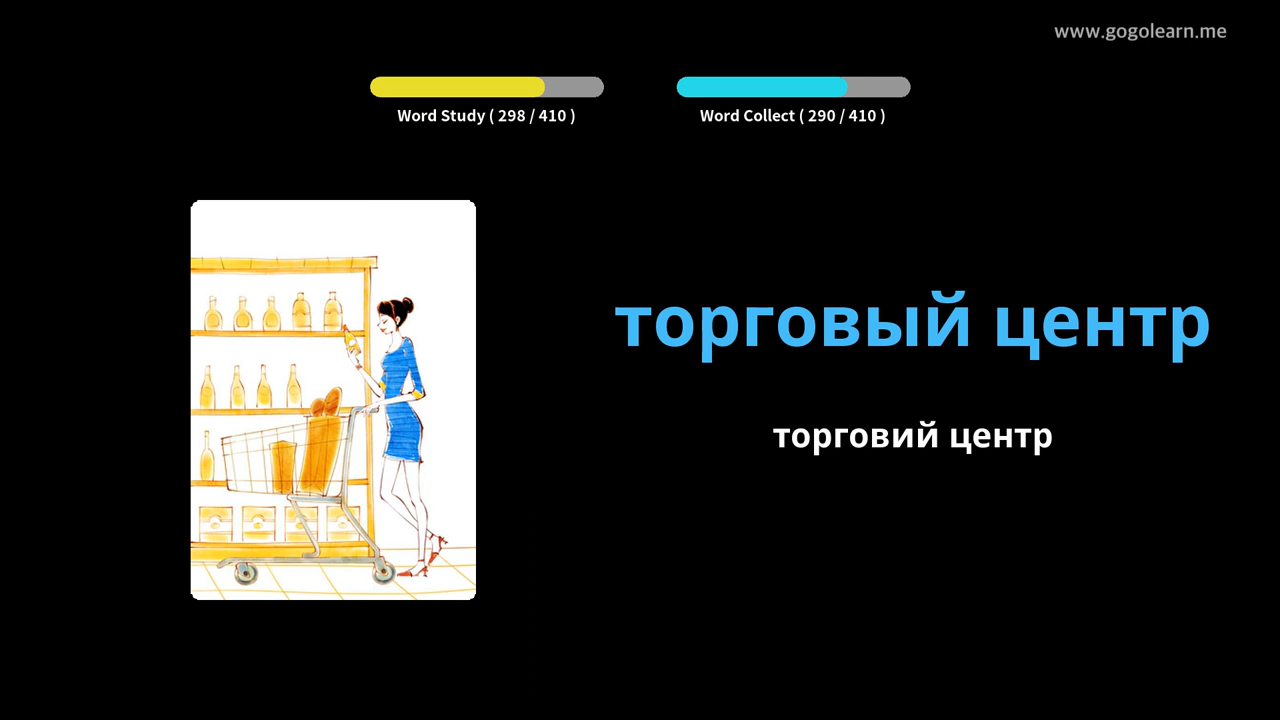 www.gogolearn.me
Word Study ( 298 / 410 )
Word Collect ( 290 / 410 )
торговый центр
торговий центр